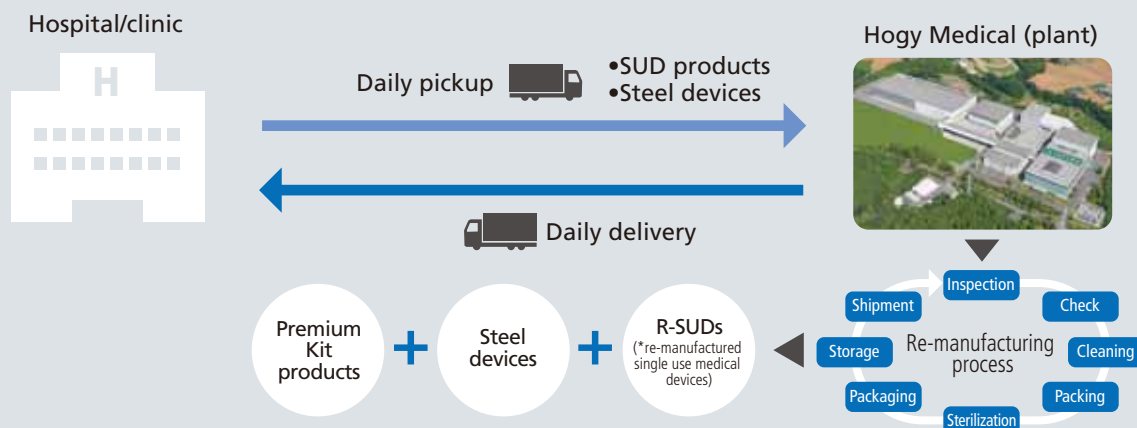 Hospital/clinic
H
Daily pickup
•SUD products
•Steel devices
Hogy Medical (plant)
Daily delivery
Premium
Kit
products
+
Steel
devices
+
R-SUDs
(*re-manufactured
single use medical
devices)
Inspection
Check
Cleaning
Packing
Sterilization
Packaging
Storage
Shipment
Re-manufacturing
process